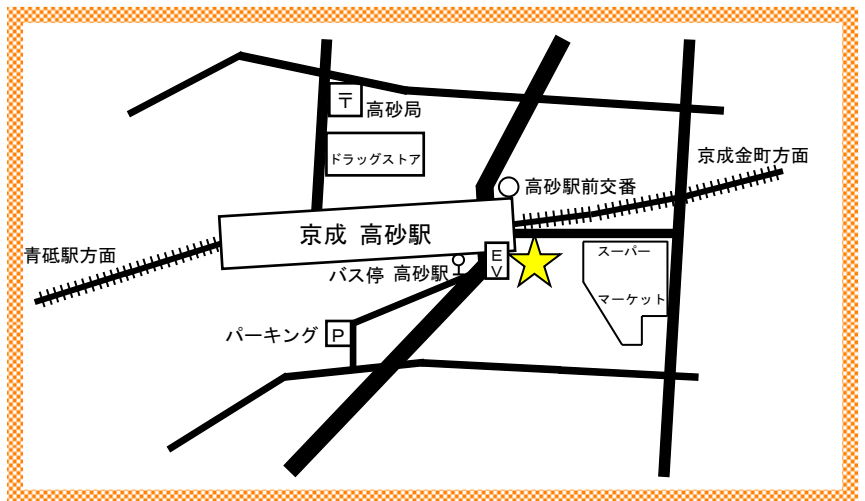 〒
高砂局
ドラッグストア
京成金町方面
高砂駅前交番
京成 高砂駅
青砥駅方面
スーパー
マーケット
E
V
バス停 高砂駅
パーキング P